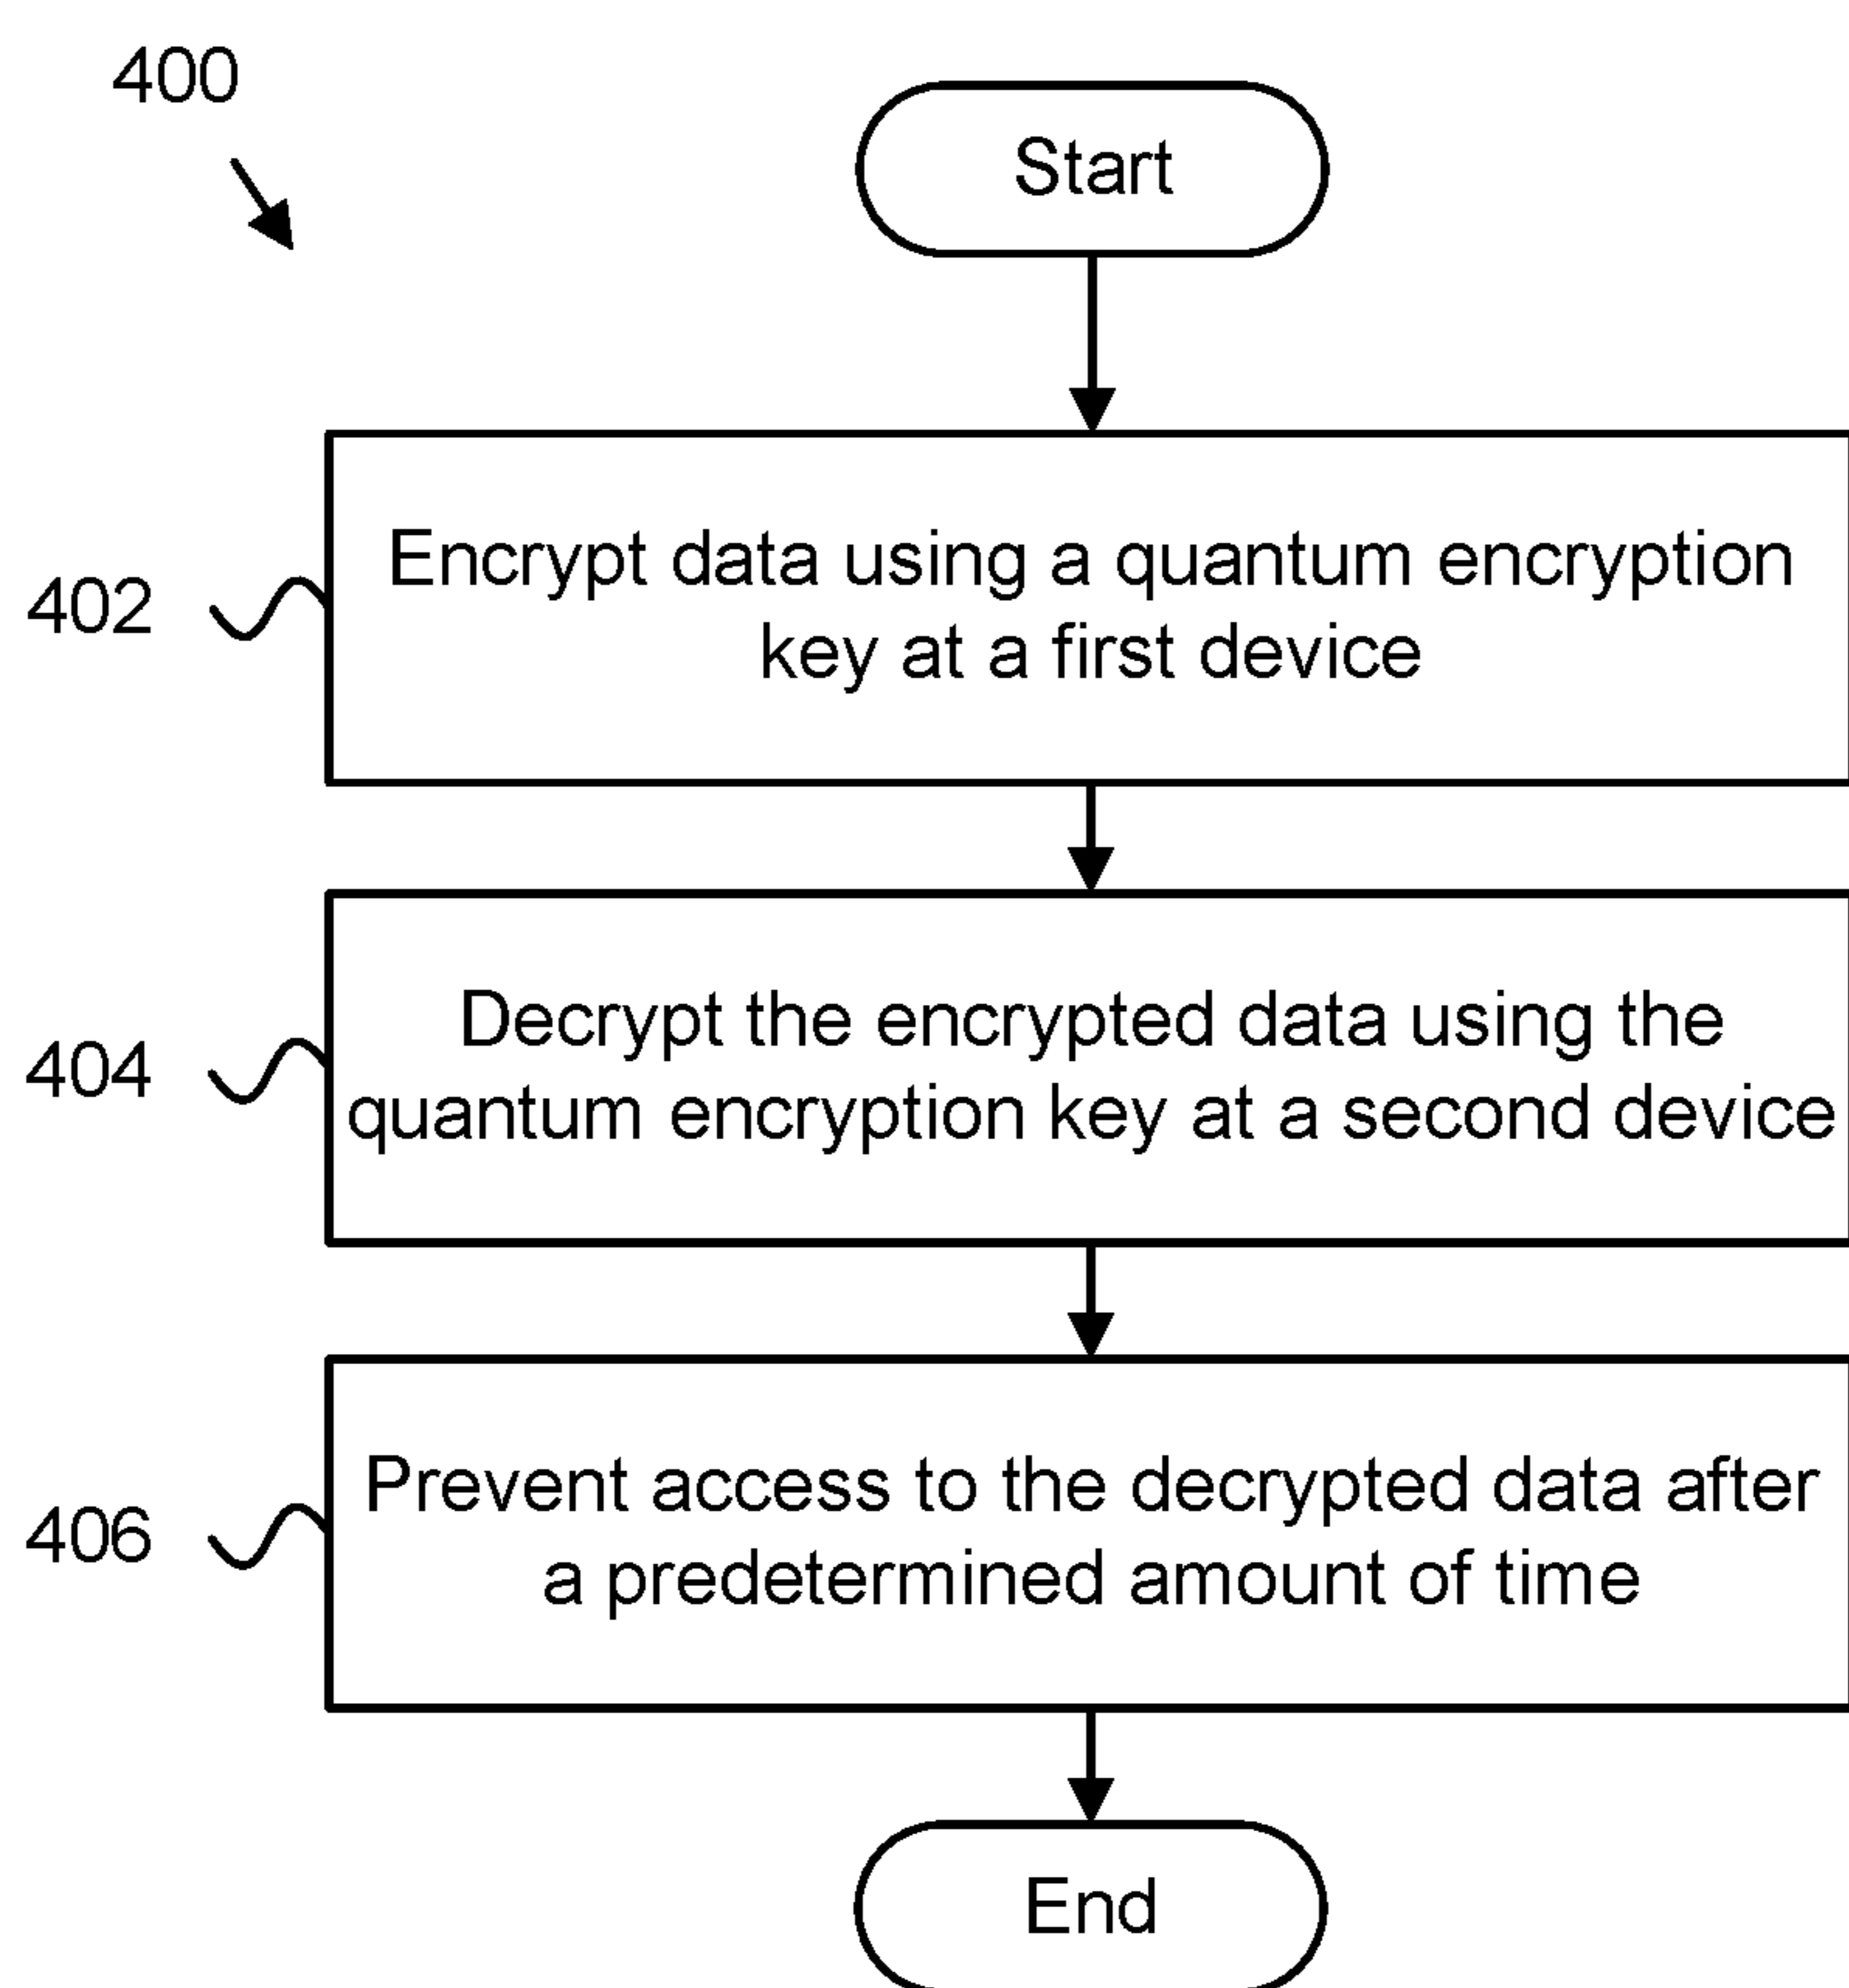 400
Start
402
Encrypt data using a quantum encryption
key at a first device
404
Decrypt the encrypted data using the
quantum encryption key at a second device
406
Prevent access to the decrypted data after
a predetermined amount of time
End